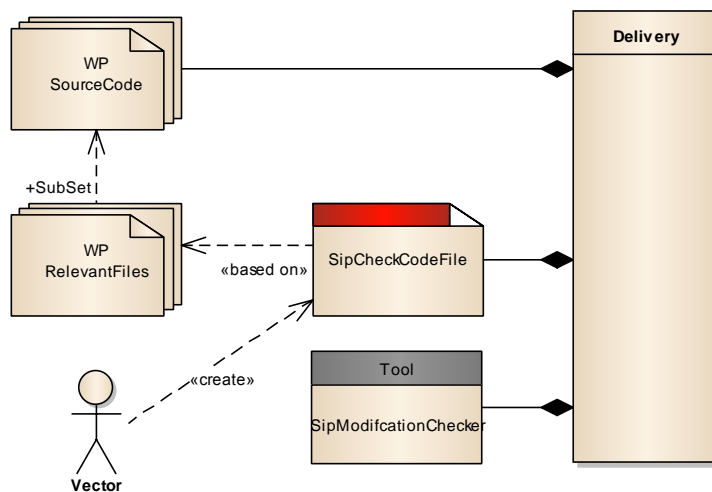 Delivery
WP
SourceCode
+SubSet
WP
RelevantFiles
«based on»
SipCheckCodeFile
«create»
Tool
SipModifcationChecker
Vector